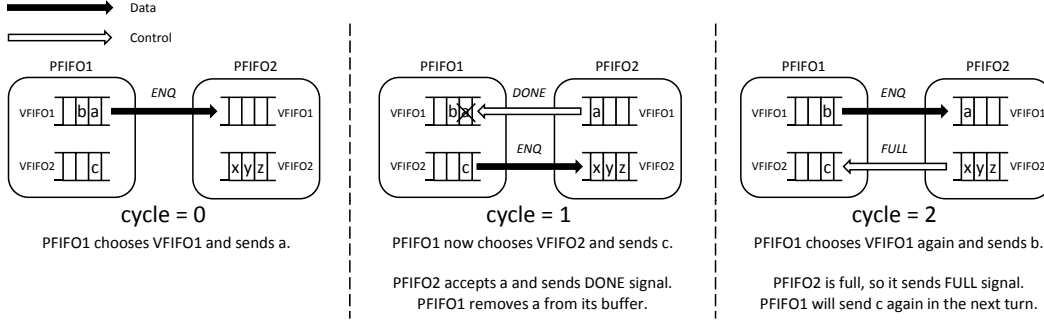 Data
Control
PFIFO1
PFIFO2
ENQ
VFIFO1
b a
VFIFO1
VFIFO2
c
x y z
VFIFO2
cycle = 0
PFIFO1 chooses VFIFO1 and sends a.
PFIFO1
PFIFO2
DONE
VFIFO1
b a
a
VFIFO1
ENQ
VFIFO2
c
x y z
VFIFO2
cycle = 1
PFIFO1 now chooses VFIFO2 and sends c.
PFIFO2 accepts a and sends DONE signal.
PFIFO1 removes a from its buffer.
PFIFO1
PFIFO2
ENQ
VFIFO1
b
a
VFIFO1
FULL
VFIFO2
c
x y z
VFIFO2
cycle = 2
PFIFO1 chooses VFIFO1 again and sends b.
PFIFO2 is full, so it sends FULL signal.
PFIFO1 will send c again in the next turn.